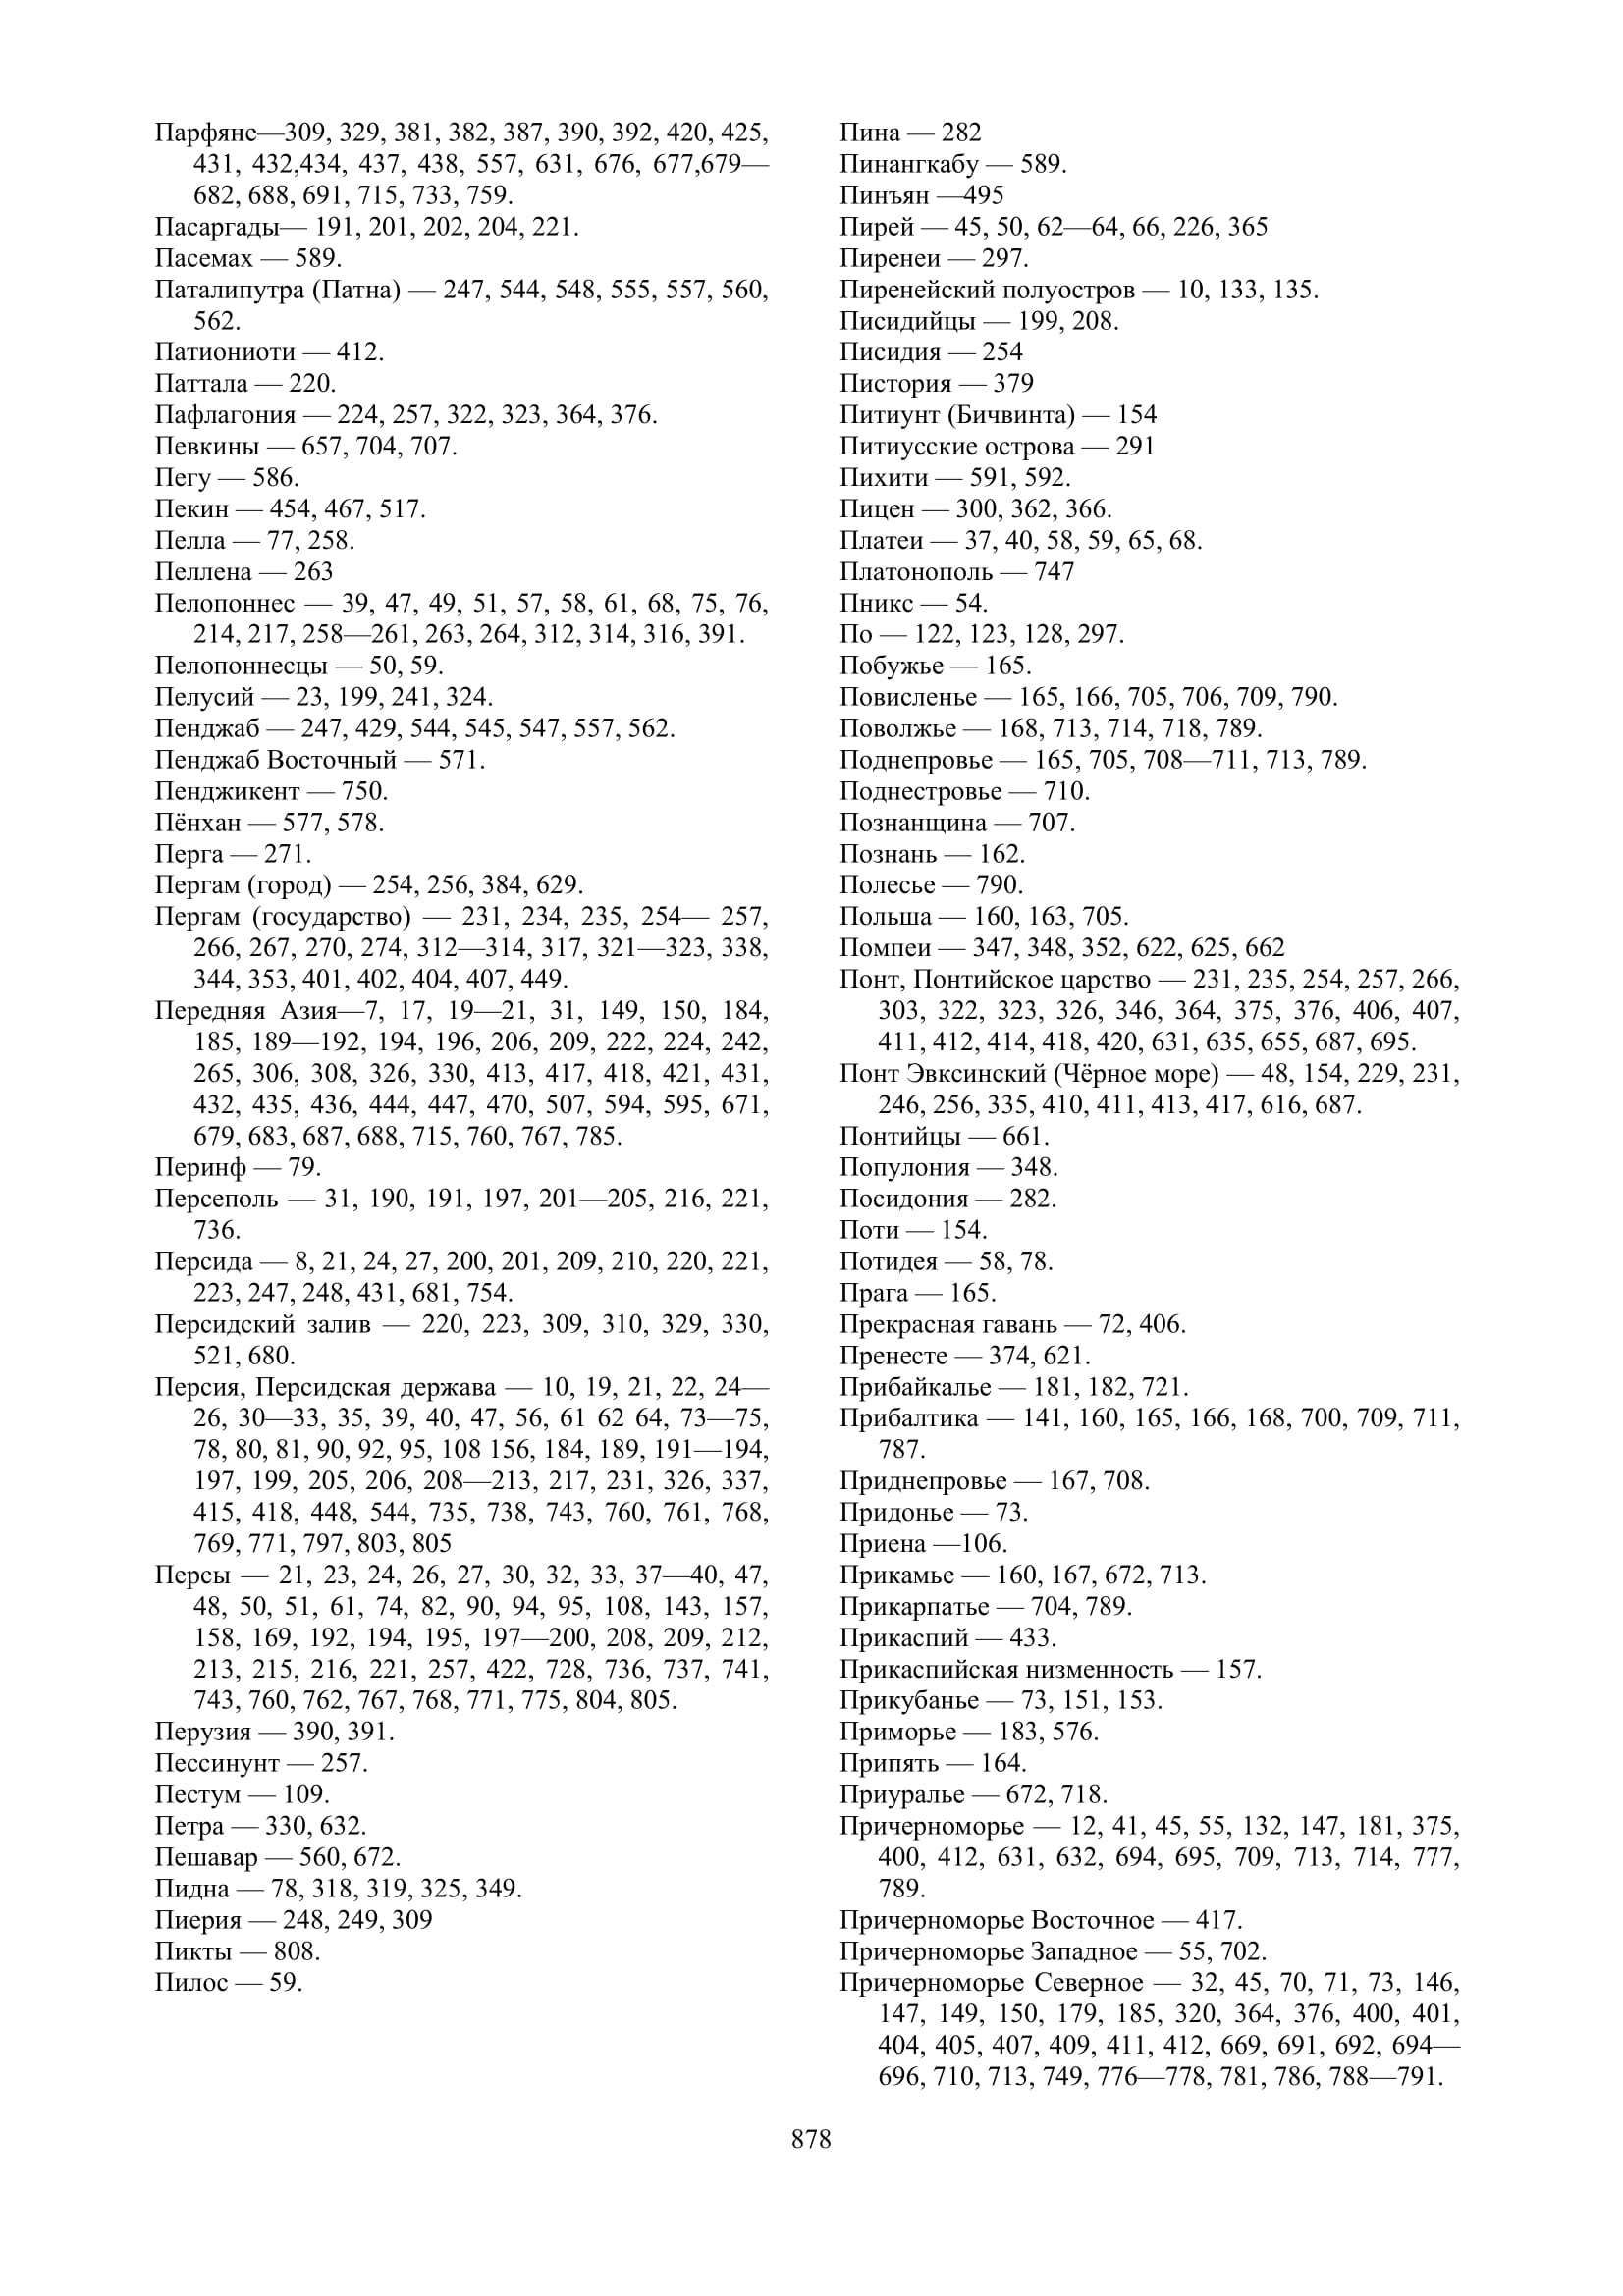 Парфяне—309, 329, 381, 382, 387, 390, 392, 420, 425,
431, 432,434, 437, 438, 557, 631, 676, 677,679—
682, 688, 691, 715, 733, 759.
Пасаргады— 191, 201, 202, 204, 221.
Пасемах — 589.
Паталипутра (Патна) — 247, 544, 548, 555, 557, 560,
562.
Патиониоти — 412.
Паттала — 220.
Пафлагония — 224, 257, 322, 323, 364, 376.
Певкины — 657, 704, 707.
Пегу — 586.
Пекин — 454, 467, 517.
Пелла — 77, 258.
Пеллена — 263
Пелопоннес — 39, 47, 49, 51, 57, 58, 61, 68, 75, 76,
214, 217, 258—261, 263, 264, 312, 314, 316, 391.
Пелопоннесцы — 50, 59.
Пелусий — 23, 199, 241, 324.
Пенджаб — 247, 429, 544, 545, 547, 557, 562.
Пенджаб Восточный — 571.
Пенджикент — 750.
Пёнхан — 577, 578.
Перга — 271.
Пергам (город) — 254, 256, 384, 629.
Пергам (государство) — 231, 234, 235, 254— 257,
266, 267, 270, 274, 312—314, 317, 321—323, 338,
344, 353, 401, 402, 404, 407, 449.
Передняя Азия—7, 17, 19—21, 31, 149, 150, 184,
185, 189—192, 194, 196, 206, 209, 222, 224, 242,
265, 306, 308, 326, 330, 413, 417, 418, 421, 431,
432, 435, 436, 444, 447, 470, 507, 594, 595, 671,
679, 683, 687, 688, 715, 760, 767, 785.
Перинф — 79.
Персеполь — 31, 190, 191, 197, 201—205, 216, 221,
736.
Персида — 8, 21, 24, 27, 200, 201, 209, 210, 220, 221,
223, 247, 248, 431, 681, 754.
Персидский залив — 220, 223, 309, 310, 329, 330,
521, 680.
Персия, Персидская держава — 10, 19, 21, 22, 24—
26, 30—33, 35, 39, 40, 47, 56, 61 62 64, 73—75,
78, 80, 81, 90, 92, 95, 108 156, 184, 189, 191—194,
197, 199, 205, 206, 208—213, 217, 231, 326, 337,
415, 418, 448, 544, 735, 738, 743, 760, 761, 768,
769, 771, 797, 803, 805
Персы — 21, 23, 24, 26, 27, 30, 32, 33, 37—40, 47,
48, 50, 51, 61, 74, 82, 90, 94, 95, 108, 143, 157,
158, 169, 192, 194, 195, 197—200, 208, 209, 212,
213, 215, 216, 221, 257, 422, 728, 736, 737, 741,
743, 760, 762, 767, 768, 771, 775, 804, 805.
Перузия — 390, 391.
Пессинунт — 257.
Пестум — 109.
Петра — 330, 632.
Пешавар — 560, 672.
Пидна — 78, 318, 319, 325, 349.
Пиерия — 248, 249, 309
Пикты — 808.
Пилос — 59.
Пина — 282
Пинангкабу — 589.
Пинъян —495
Пирей — 45, 50, 62—64, 66, 226, 365
Пиренеи — 297.
Пиренейский полуостров — 10, 133, 135.
Писидийцы — 199, 208.
Писидия — 254
Пистория — 379
Питиунт (Бичвинта) — 154
Питиусские острова — 291
Пихити — 591, 592.
Пицен — 300, 362, 366.
Платеи — 37, 40, 58, 59, 65, 68.
Платонополь — 747
Пникс — 54.
По — 122, 123, 128, 297.
Побужье — 165.
Повисленье — 165, 166, 705, 706, 709, 790.
Поволжье — 168, 713, 714, 718, 789.
Поднепровье — 165, 705, 708—711, 713, 789.
Поднестровье — 710.
Познанщина — 707.
Познань — 162.
Полесье — 790.
Польша — 160, 163, 705.
Помпеи — 347, 348, 352, 622, 625, 662
Понт, Понтийское царство — 231, 235, 254, 257, 266,
303, 322, 323, 326, 346, 364, 375, 376, 406, 407,
411, 412, 414, 418, 420, 631, 635, 655, 687, 695.
Понт Эвксинский (Чёрное море) — 48, 154, 229, 231,
246, 256, 335, 410, 411, 413, 417, 616, 687.
Понтийцы — 661.
Популония — 348.
Посидония — 282.
Поти — 154.
Потидея — 58, 78.
Прага — 165.
Прекрасная гавань — 72, 406.
Пренесте — 374, 621.
Прибайкалье — 181, 182, 721.
Прибалтика — 141, 160, 165, 166, 168, 700, 709, 711,
787.
Приднепровье — 167, 708.
Придонье — 73.
Приена —106.
Прикамье — 160, 167, 672, 713.
Прикарпатье — 704, 789.
Прикаспий — 433.
Прикаспийская низменность — 157.
Прикубанье — 73, 151, 153.
Приморье — 183, 576.
Припять — 164.
Приуралье — 672, 718.
Причерноморье — 12, 41, 45, 55, 132, 147, 181, 375,
400, 412, 631, 632, 694, 695, 709, 713, 714, 777,
789.
Причерноморье Восточное — 417.
Причерноморье Западное — 55, 702.
Причерноморье Северное — 32, 45, 70, 71, 73, 146,
147, 149, 150, 179, 185, 320, 364, 376, 400, 401,
404, 405, 407, 409, 411, 412, 669, 691, 692, 694—
696, 710, 713, 749, 776—778, 781, 786, 788—791.
878